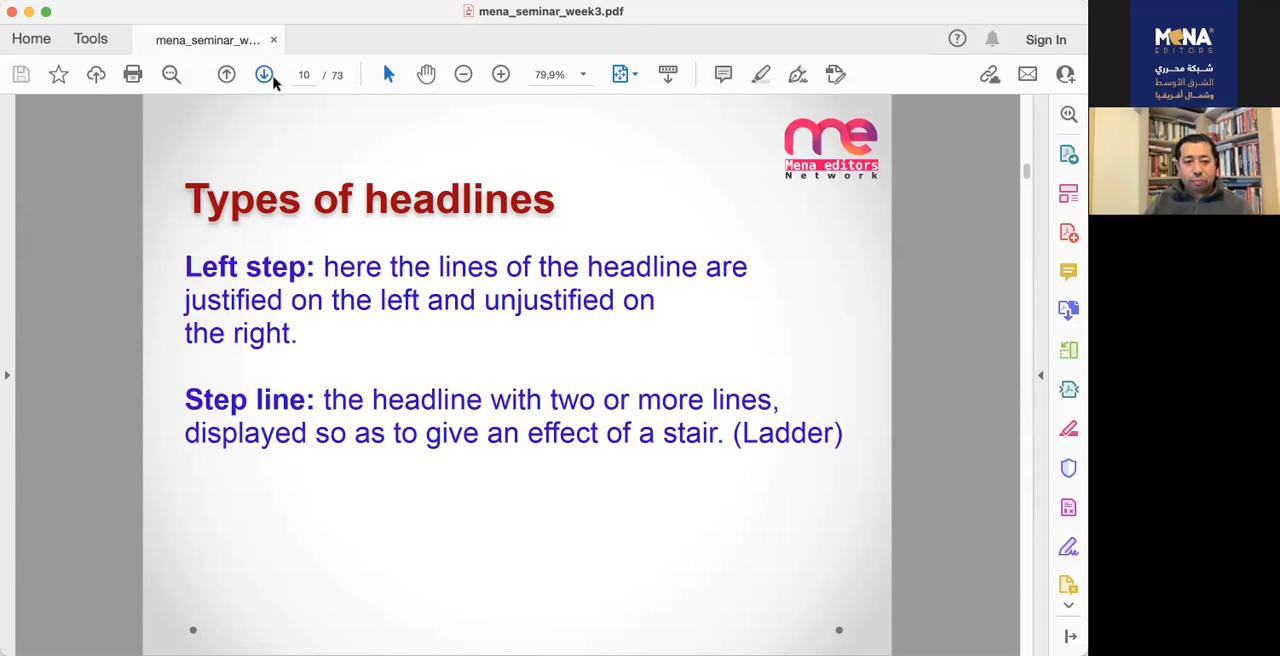 mena_seminar_week3.pdf
Home Tools mena_seminar_w... × Sign In
10 / 73 79,9%
MENA
EDITORS
شبكة محرري
الشرق الأوسط
وشمال أفريقيا
me
Mena editors
Network
Types of headlines
Left step: here the lines of the headline are
justified on the left and unjustified on
the right.
Step line: the headline with two or more lines,
displayed so as to give an effect of a stair. (Ladder)